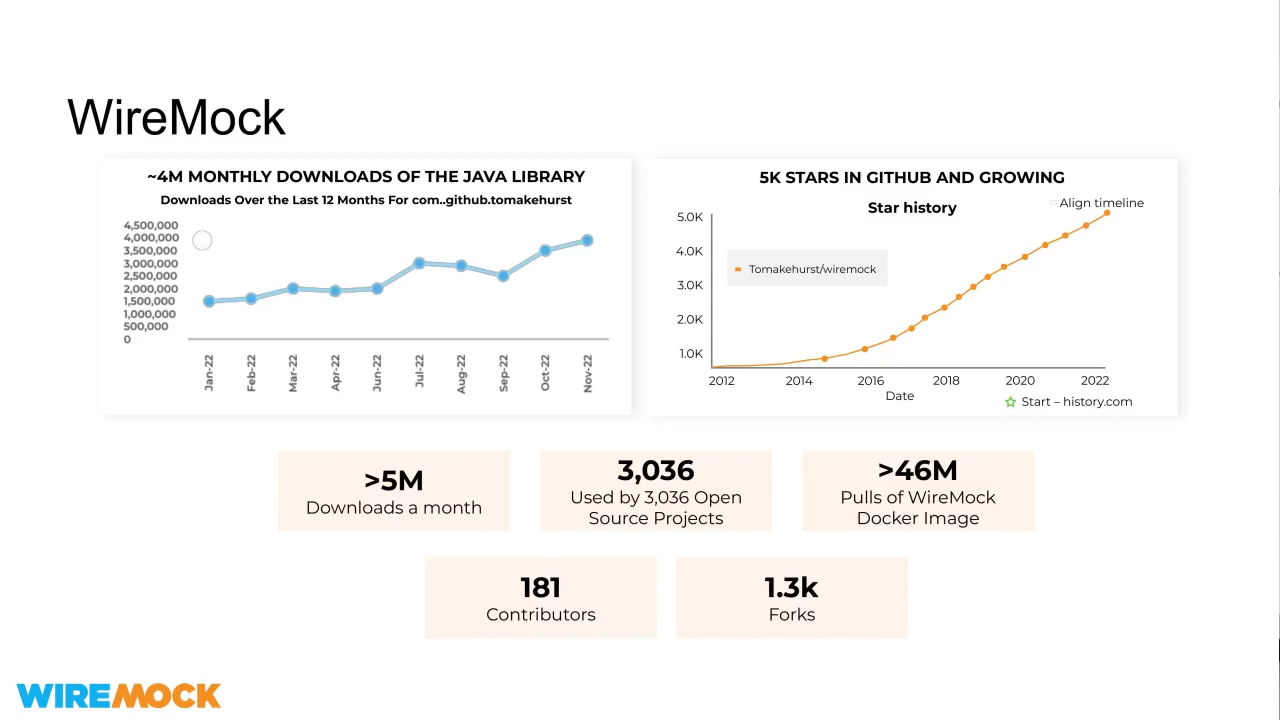 WireMock
~4M MONTHLY DOWNLOADS OF THE JAVA LIBRARY
Downloads Over the Last 12 Months For com..github.tomakehurst
4,500,000
4,000,000
3,500,000
3,000,000
2,500,000
2,000,000
1,500,000
1,000,000
500,000
0
Jan-22
Feb-22
Mar-22
Apr-22
Jun-22
Jul-22
Aug-22
Sep-22
Oct-22
Nov-22
5K STARS IN GITHUB AND GROWING
Star history
Align timeline
5.0K
4.0K
3.0K
2.0K
1.0K
Tomakehurst/wiremock
2012 2014 2016 2018 2020 2022
Date
Start – history.com
>5M
Downloads a month
3,036
Used by 3,036 Open
Source Projects
>46M
Pulls of WireMock
Docker Image
181
Contributors
1.3k
Forks
WIREMOCK